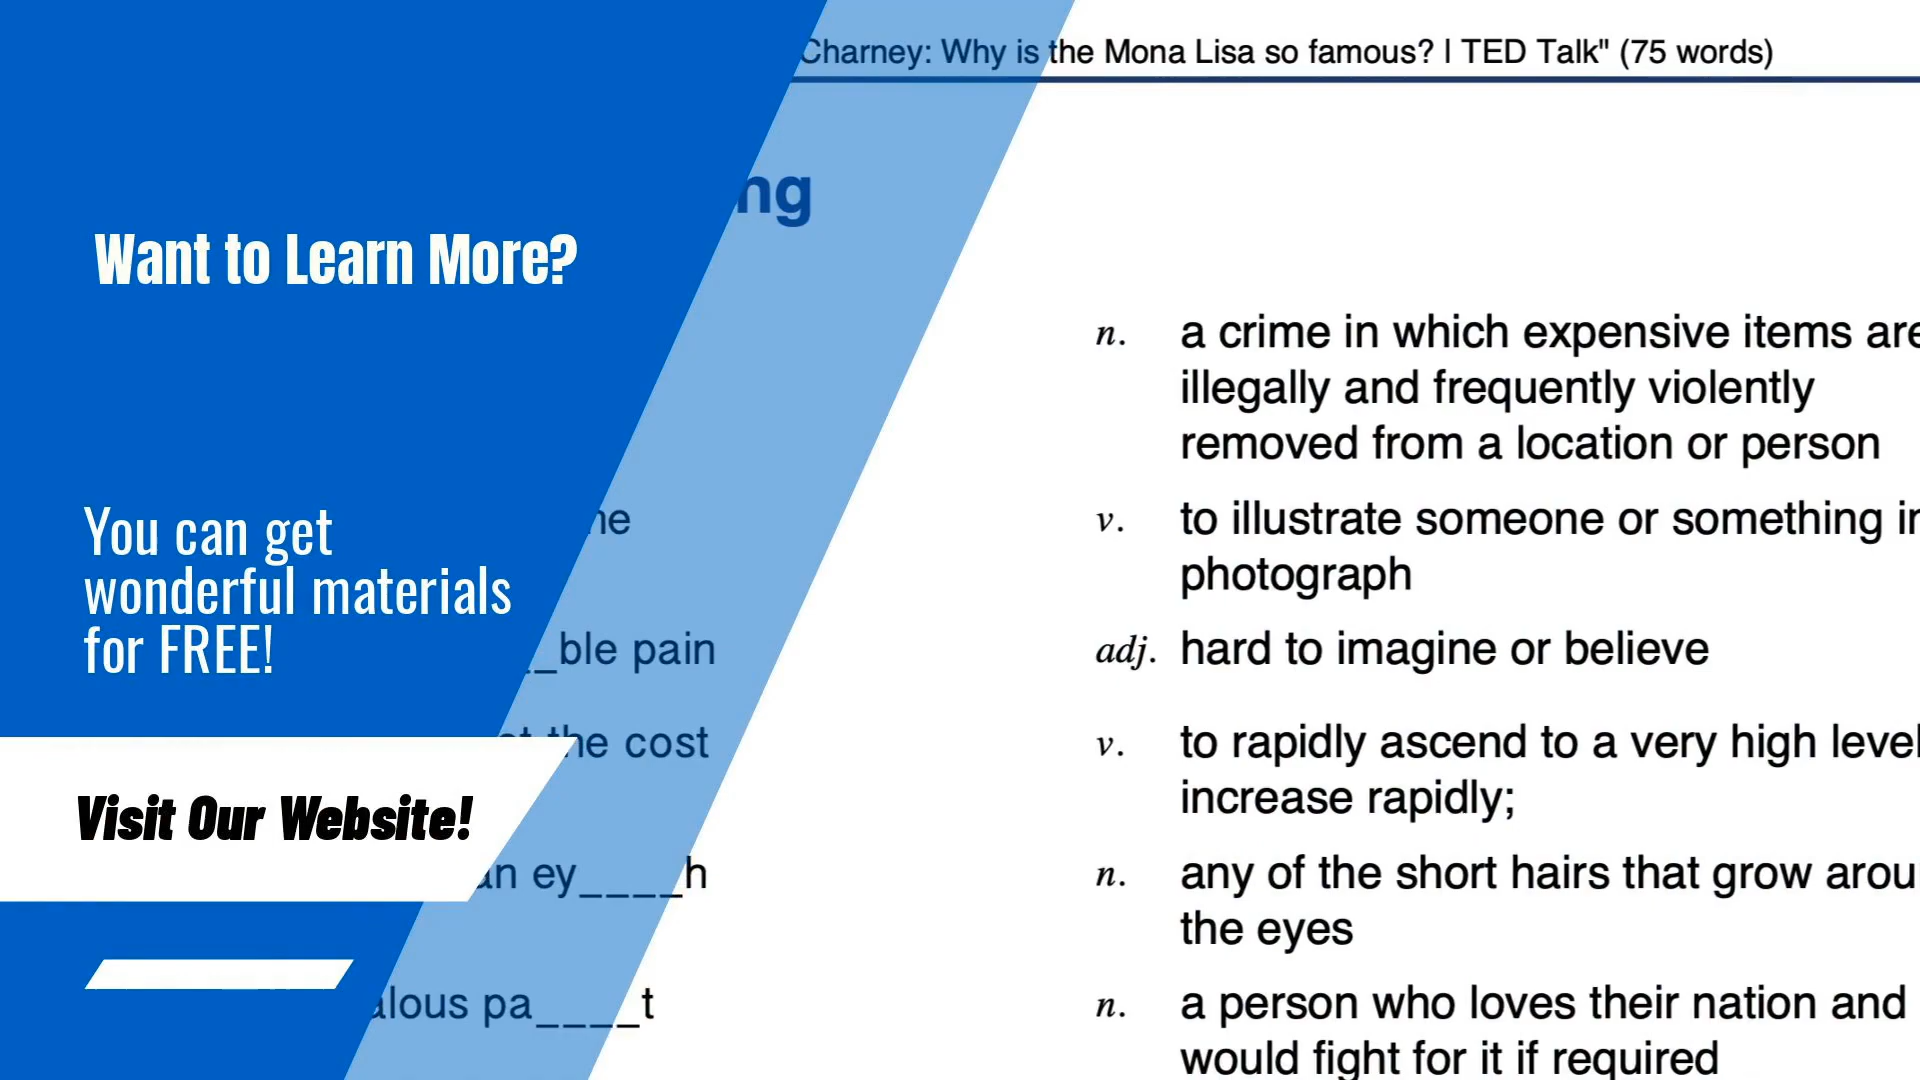 Charney: Why is the Mona Lisa so famous? | TED Talk" (75 words)
ng
Want to Learn More?
You can get
wonderful materials
for FREE!
Visit Our Website!
n. a crime in which expensive items are
illegally and frequently violently
removed from a location or person
v. to illustrate someone or something in
photograph
adj. hard to imagine or believe
_ble pain
v. to rapidly ascend to a very high level
increase rapidly;
the cost
n. any of the short hairs that grow arou
the eyes
an ey____h
n. a person who loves their nation and
would fight for it if required
alous pa____t